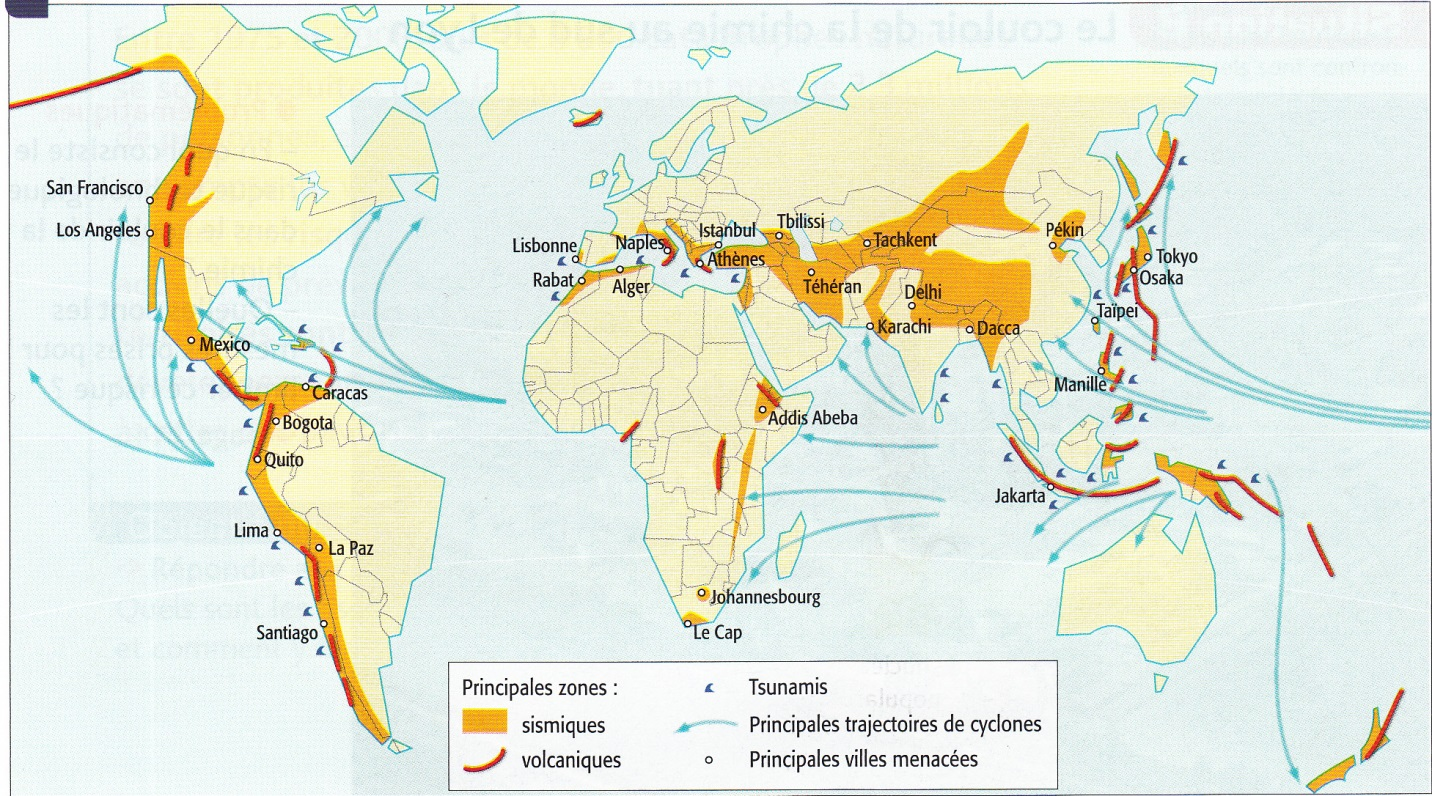 Le couloir de la chimie au sud de Lyon
San Francisco
Los Angeles
Mexico
Caracas
Bogota
Quito
Lima
La Paz
Santiago
Lisbonne
Rabat
Alger
Naples
Istanbul
Athènes
Tbilissi
Tachkent
Téhéran
Delhi
Karachi
Dacca
Pékin
Tokyo
Osaka
Taïpei
Manille
Jakarta
Addis Abeba
Johannesbourg
Le Cap
Principales zones :
sismiques
volcaniques
Tsunamis
Principales trajectoires de cyclones
Principales villes menacées